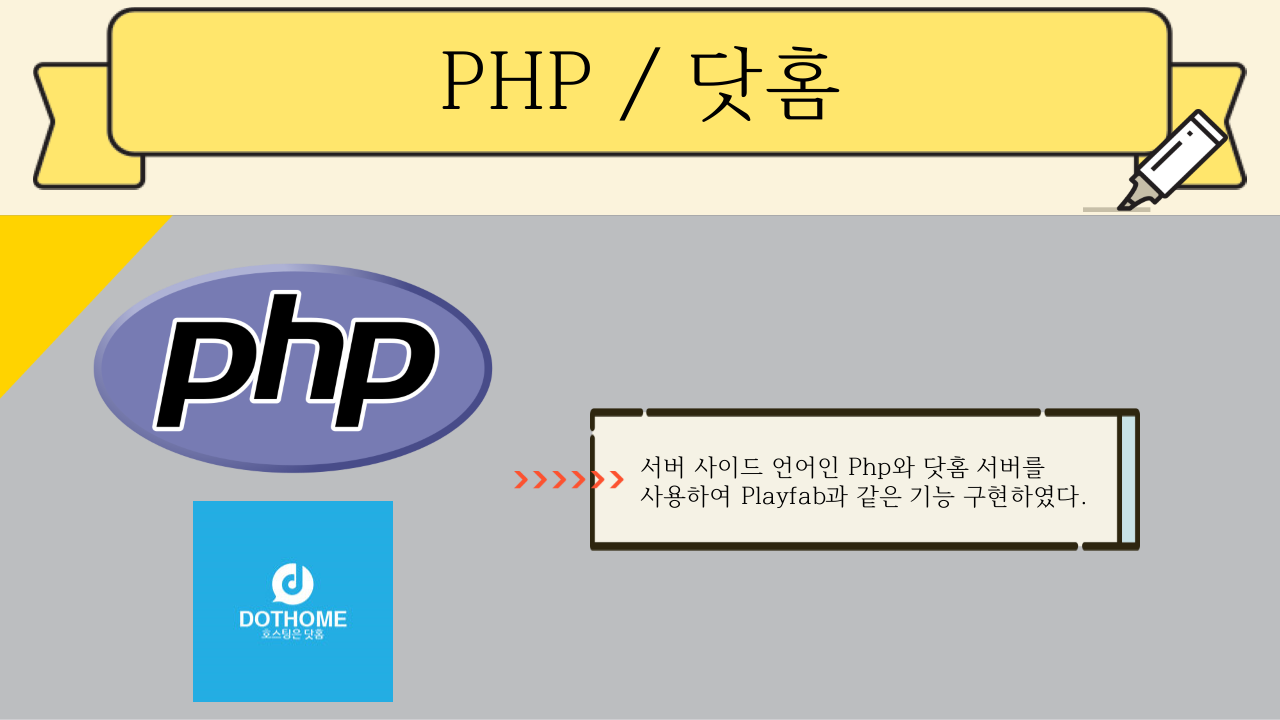 PHP / 닷홈
php
서버 사이드 언어인 Php와 닷홈 서버를
사용하여 Playfab과 같은 기능 구현하였다.
DOTHOME
호스팅은 닷홈